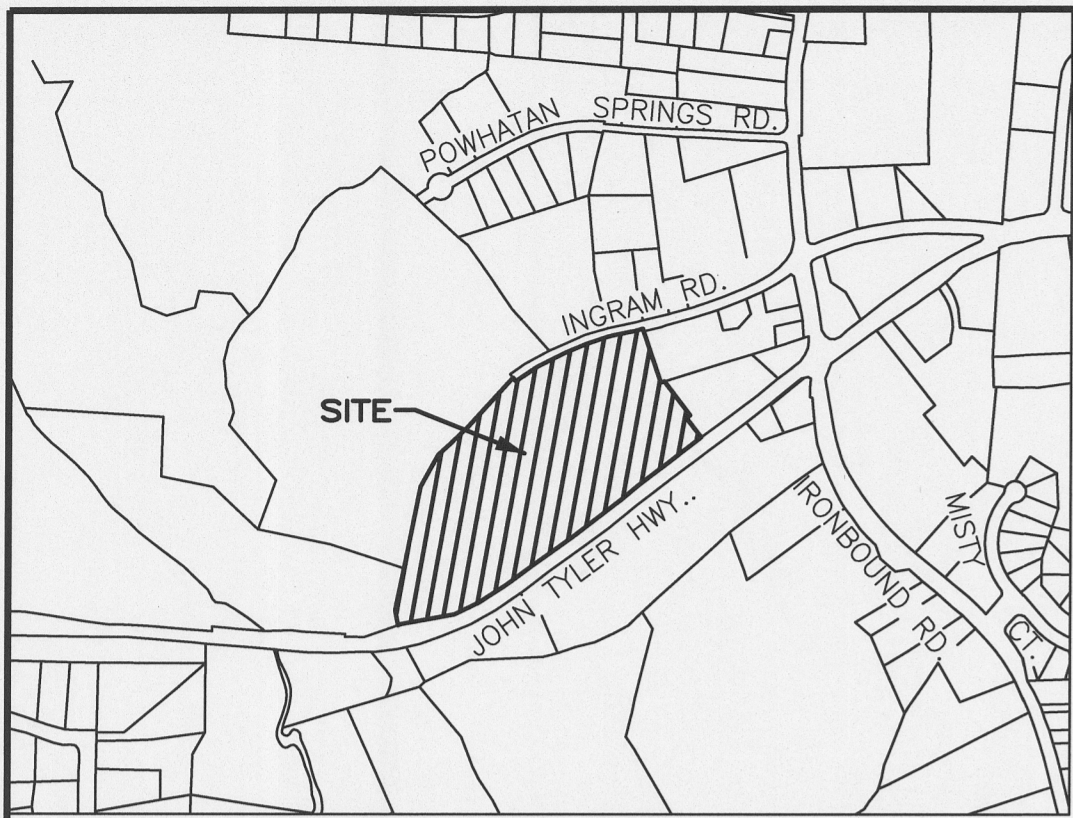 POWHATAN SPRINGS RD.
INGRAM RD.
SITE
JOHN TYLER HWY..
IRONBOUND RD.
MISTY CT.